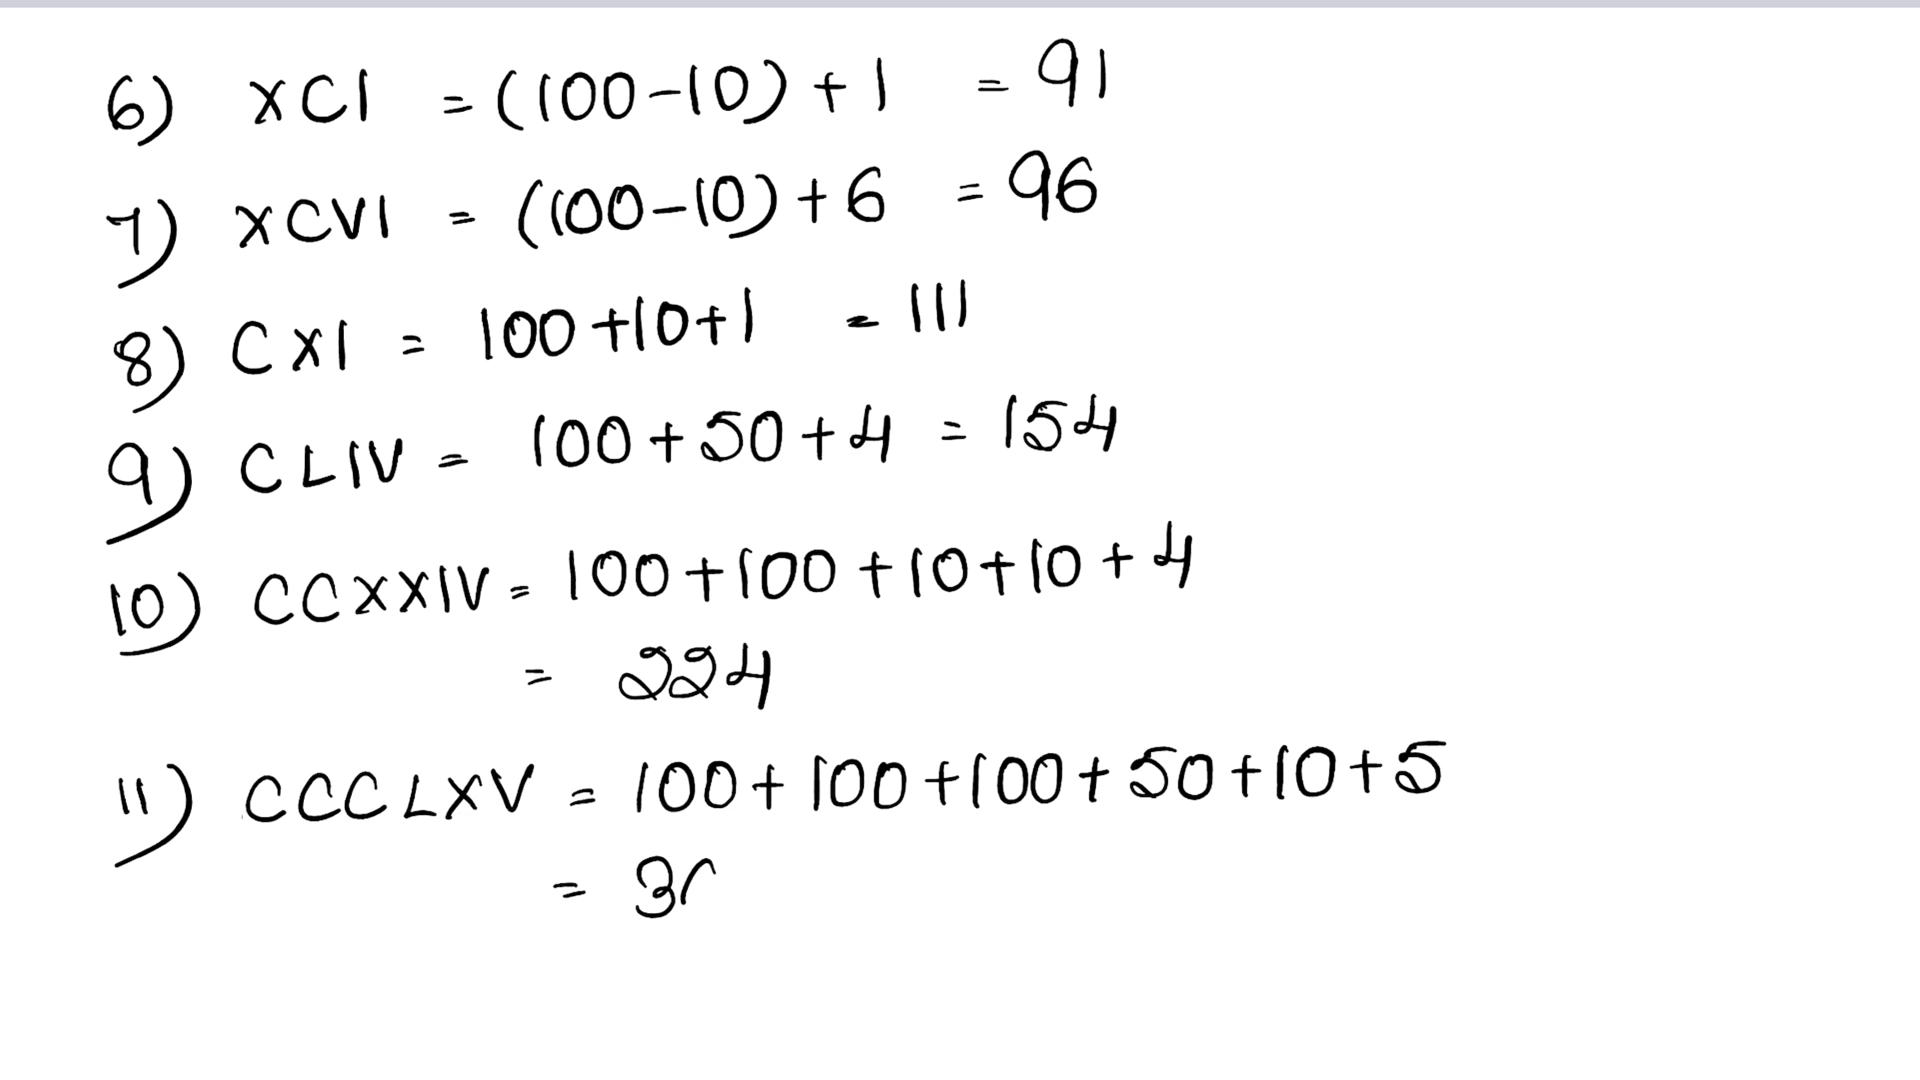 6) XCI = (100-10) + 1 = 91
7) XCVI = (100-10) + 6 = 96
8) CXI = 100+10+1 = 111
9) CLIV = 100+50+4 = 154
10) CCXXIV = 100+100+10+10+4
= 224
11) CCCLXV = 100+100+100+50+10+5
= 3